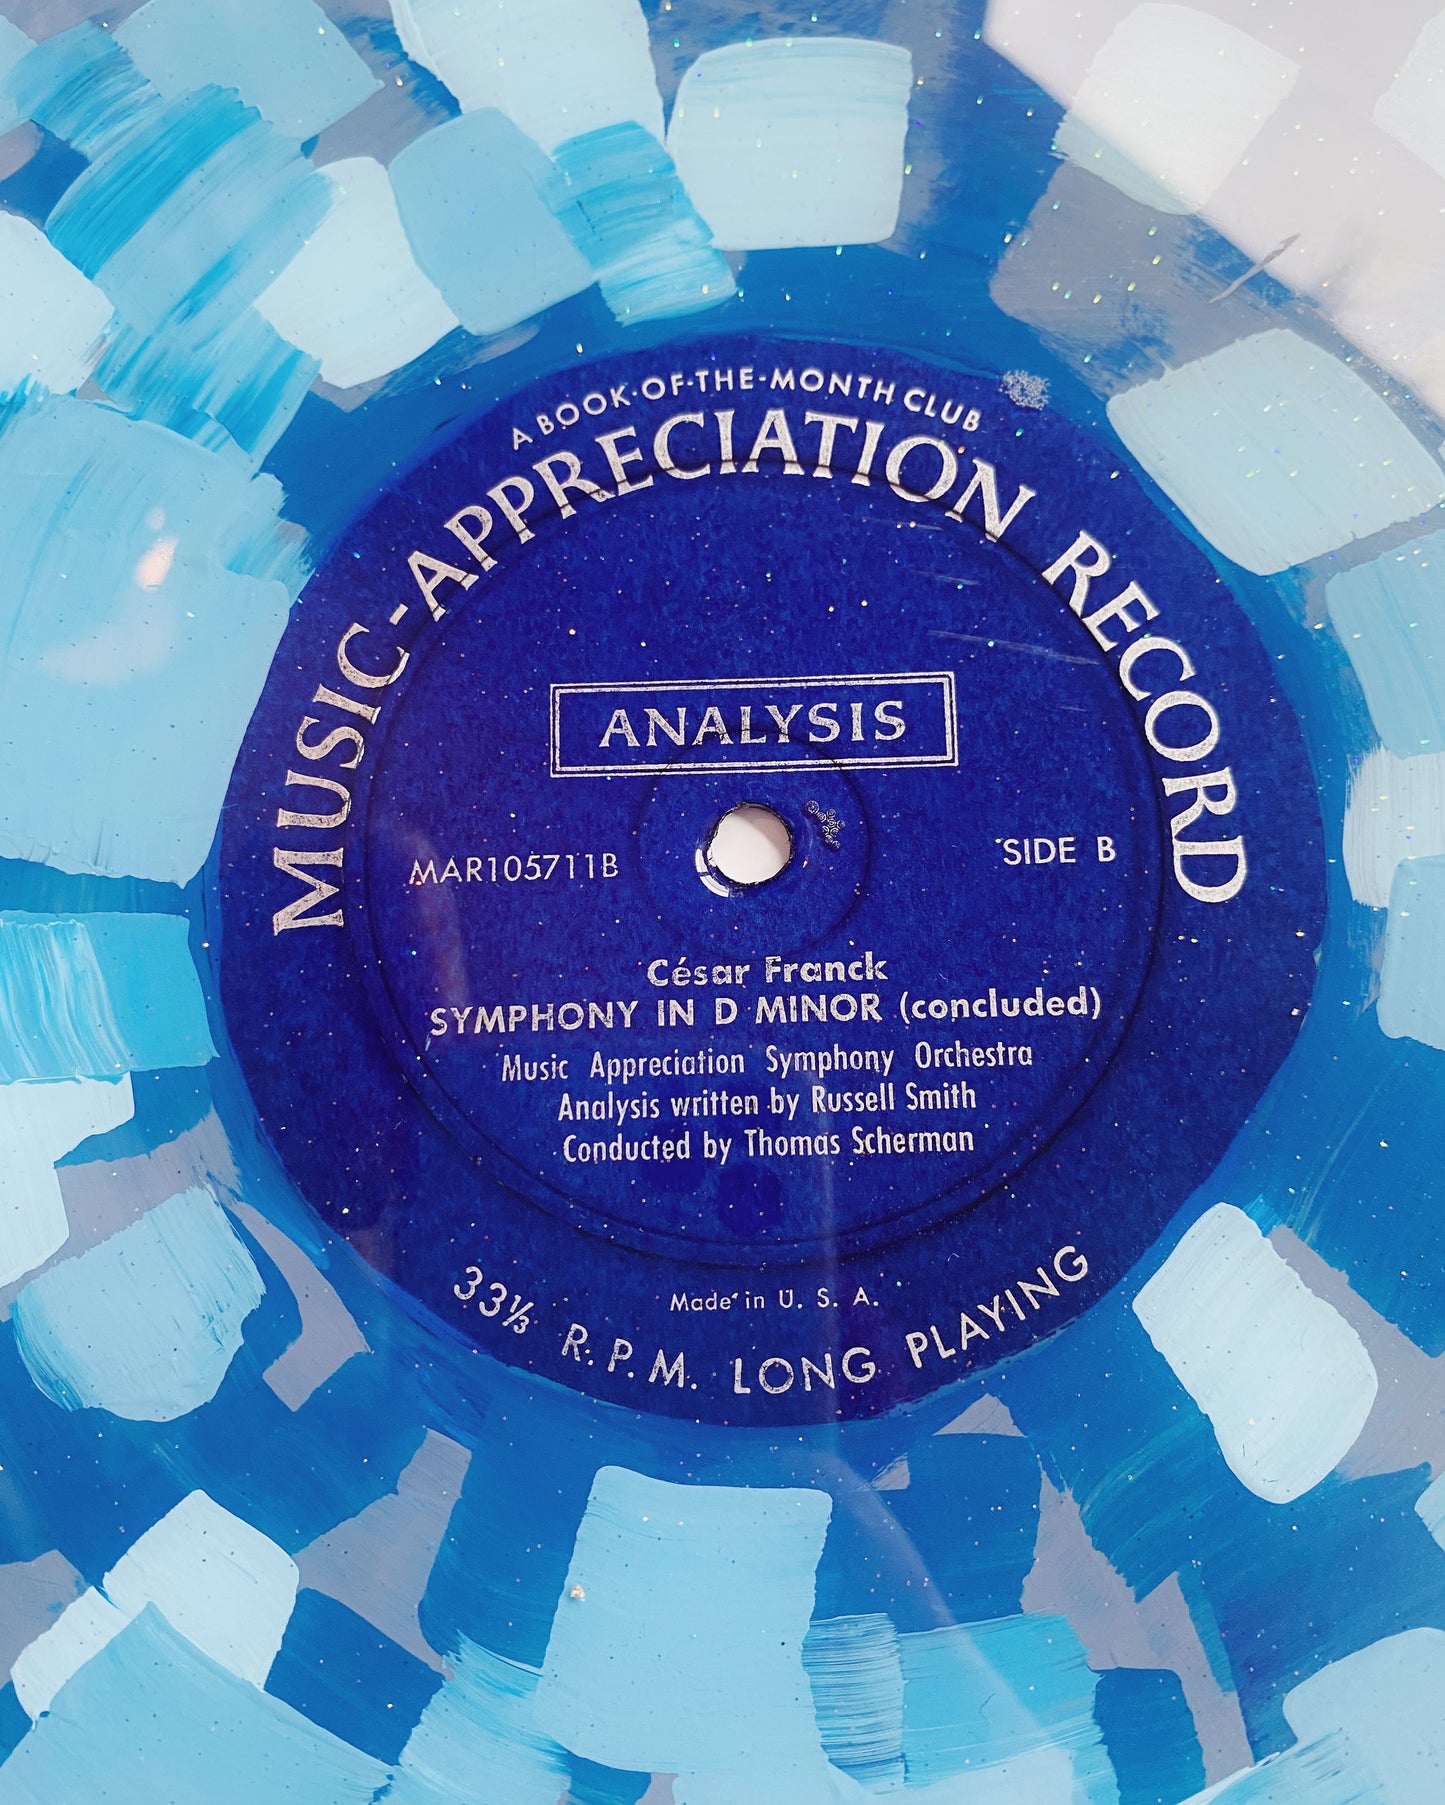 A BOOK-OF-THE-MONTH CLUB
MUSIC-APPRECIATION RECORD
ANALYSIS
MAR105711B
SIDE B
César Franck
SYMPHONY IN D MINOR (concluded)
Music Appreciation Symphony Orchestra
Analysis written by Russell Smith
Conducted by Thomas Scherman
Made in U. S. A.
33⅓ R.P.M. LONG PLAYING